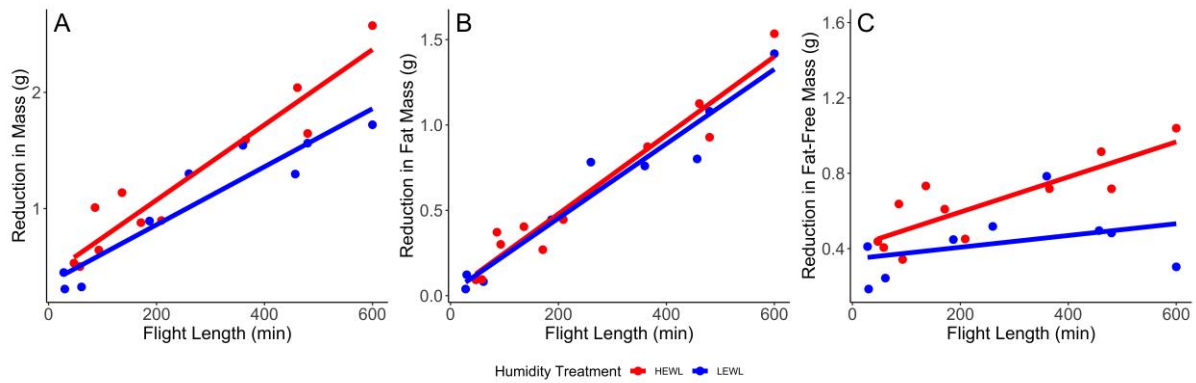 A
Reduction in Mass (g)
2
1
0
200
400
600
Flight Length (min)
B
Reduction in Fat Mass (g)
1.5
1.0
0.5
0.0
0
200
400
600
Flight Length (min)
C
Reduction in Fat-Free Mass (g)
1.6
1.2
0.8
0.4
0
200
400
600
Flight Length (min)
Humidity Treatment HEWL LEWL